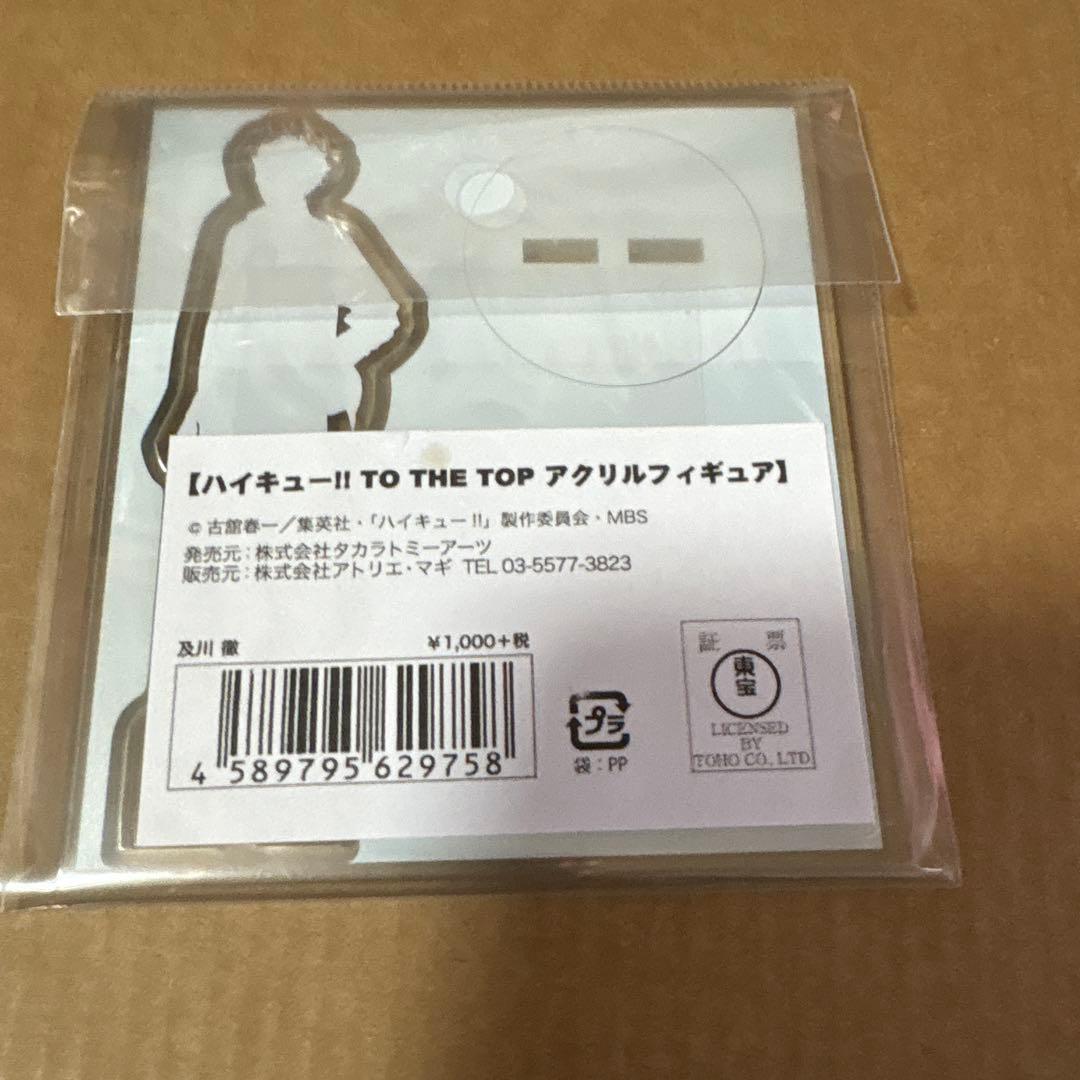 【ハイキュー!! TO THE TOP アクリルフィギュア】
© 古舘春一／集英社・「ハイキュー!!」製作委員会・MBS
発売元：株式会社タカラトミーアーツ
販売元：株式会社アトリエ・マギ TEL 03-5577-3823
及川 徹
¥1,000+税
4 589795 629758
プラ
袋：PP
証 票
東宝
LICENSED
BY
TOHO CO., LTD